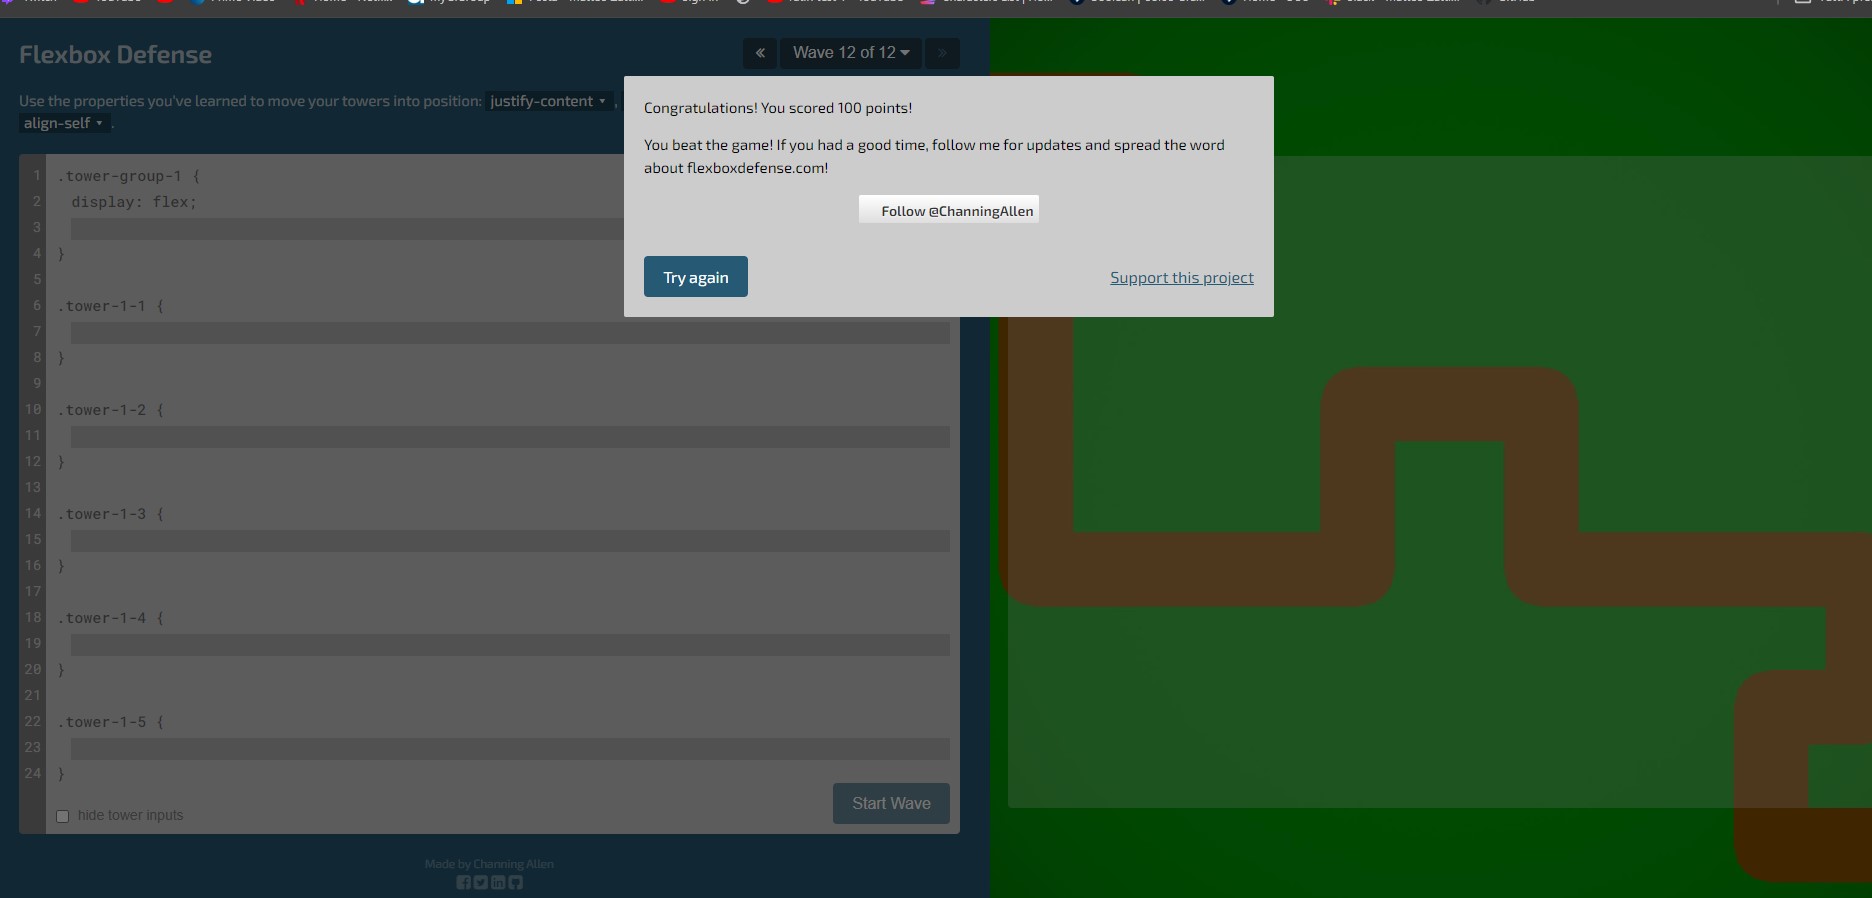 Flexbox Defense
« Wave 12 of 12 »
Use the properties you've learned to move your towers into position: justify-content ,
align-self .
Congratulations! You scored 100 points!
You beat the game! If you had a good time, follow me for updates and spread the word
about flexboxdefense.com!
Follow @ChanningAllen
Try again
Support this project
1 .tower-group-1 {
2 display: flex;
3
4 }
5
6 .tower-1-1 {
7
8 }
9
10 .tower-1-2 {
11
12 }
13
14 .tower-1-3 {
15
16 }
17
18 .tower-1-4 {
19
20 }
21
22 .tower-1-5 {
23
24 }
hide tower inputs
Start Wave
Made by Channing Allen